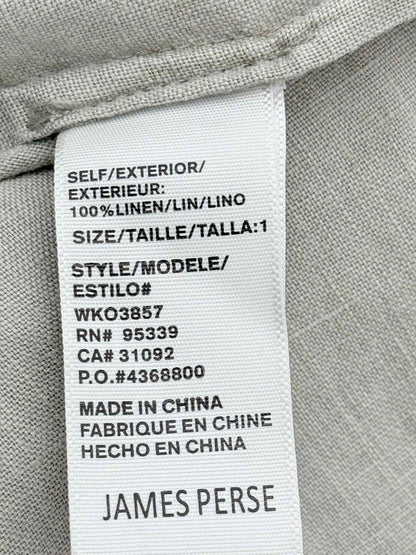 SELF/EXTERIOR/
EXTERIEUR:
100%LINEN/LIN/LINO
SIZE/TAILLE/TALLA:1
STYLE/MODELE/
ESTILO#
WKO3857
RN# 95339
CA# 31092
P.O.#4368800
MADE IN CHINA
FABRIQUE EN CHINE
HECHO EN CHINA
JAMES PERSE